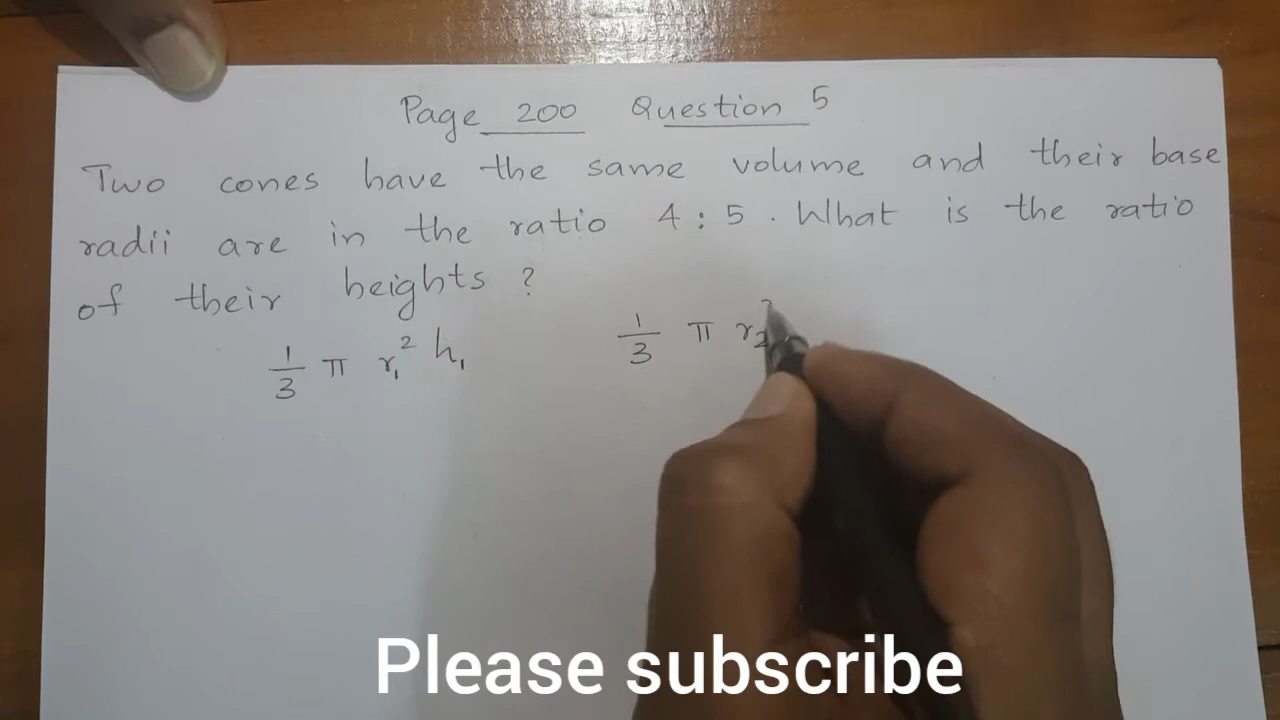 Page 200 Question 5
Two cones have the same volume and their base
radii are in the ratio 4 : 5 . What is the ratio
of their heights ?
1/3 π r₁² h₁ 1/3 π r₂²
Please subscribe